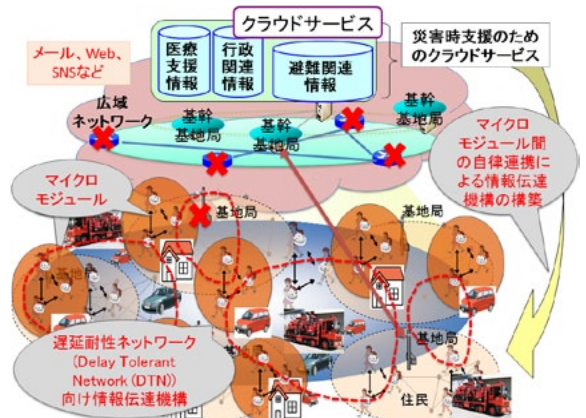 クラウドサービス
医療
支援
情報
行政
関連
情報
避難関連
情報
災害時支援のため
のクラウドサービス
メール、Web、
SNSなど
広域
ネットワーク
基幹
基地局
基幹
基地局
基幹
基地局
マイクロ
モジュール間
の自律連携に
よる情報伝達
機構の構築
マイクロ
モジュール
基地局
基地局
基地局
基地局
遅延耐性ネットワーク
(Delay Tolerant
Network (DTN))
向け情報伝達機構
住民